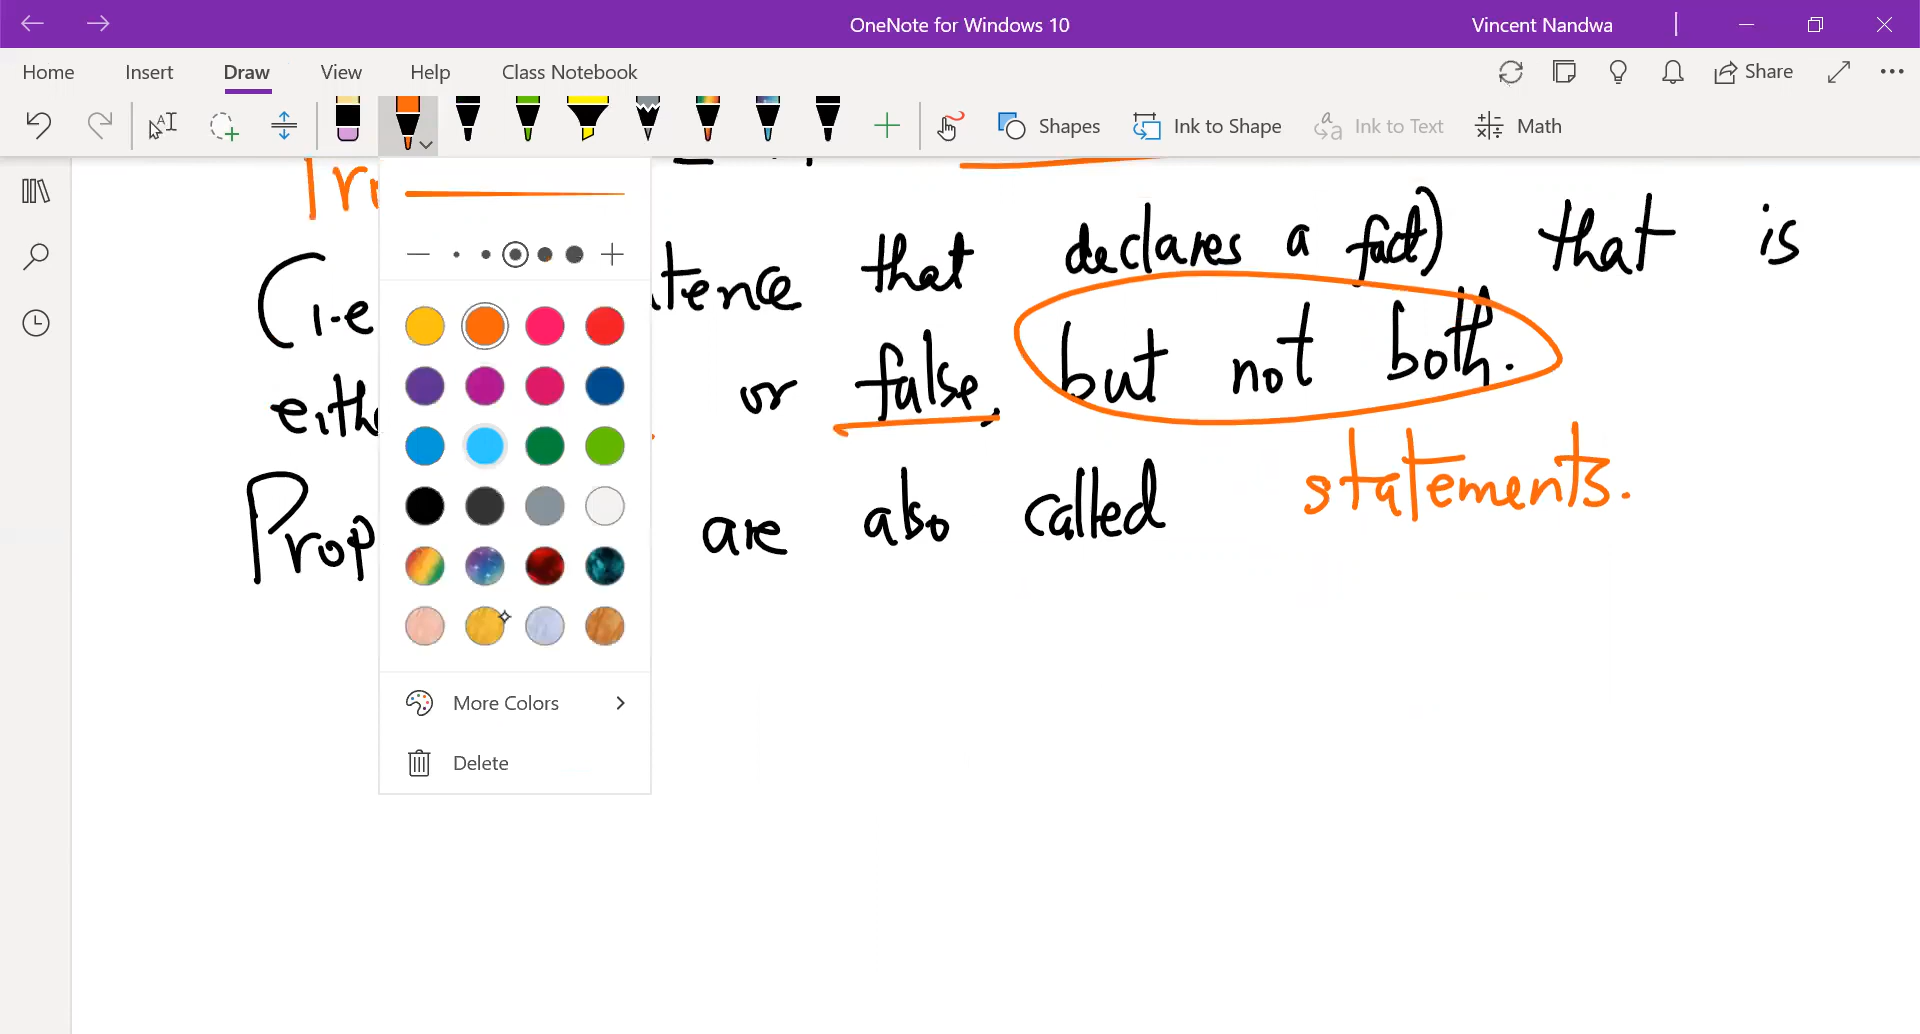 OneNote for Windows 10 Vincent Nandwa
Home Insert Draw View Help Class Notebook Share
Shapes Ink to Shape Ink to Text Math
that declares a fact) that is
(i.e
or false, but not both.
are also called statements.
More Colors
Delete